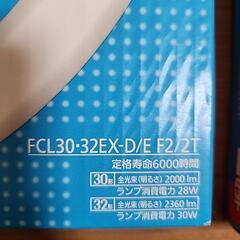 FCL30・32EX-D/E F2/2T
定格寿命6000時間
30形 全光束(明るさ) 2000 lm
ランプ消費電力 28W
32形 全光束(明るさ) 2360 lm
ランプ消費電力 30W